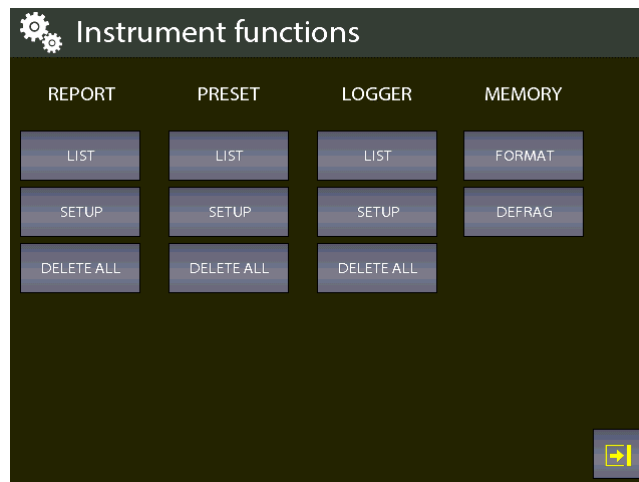 Instrument functions
REPORT PRESET LOGGER MEMORY
LIST LIST LIST FORMAT
SETUP SETUP SETUP DEFRAG
DELETE ALL DELETE ALL DELETE ALL